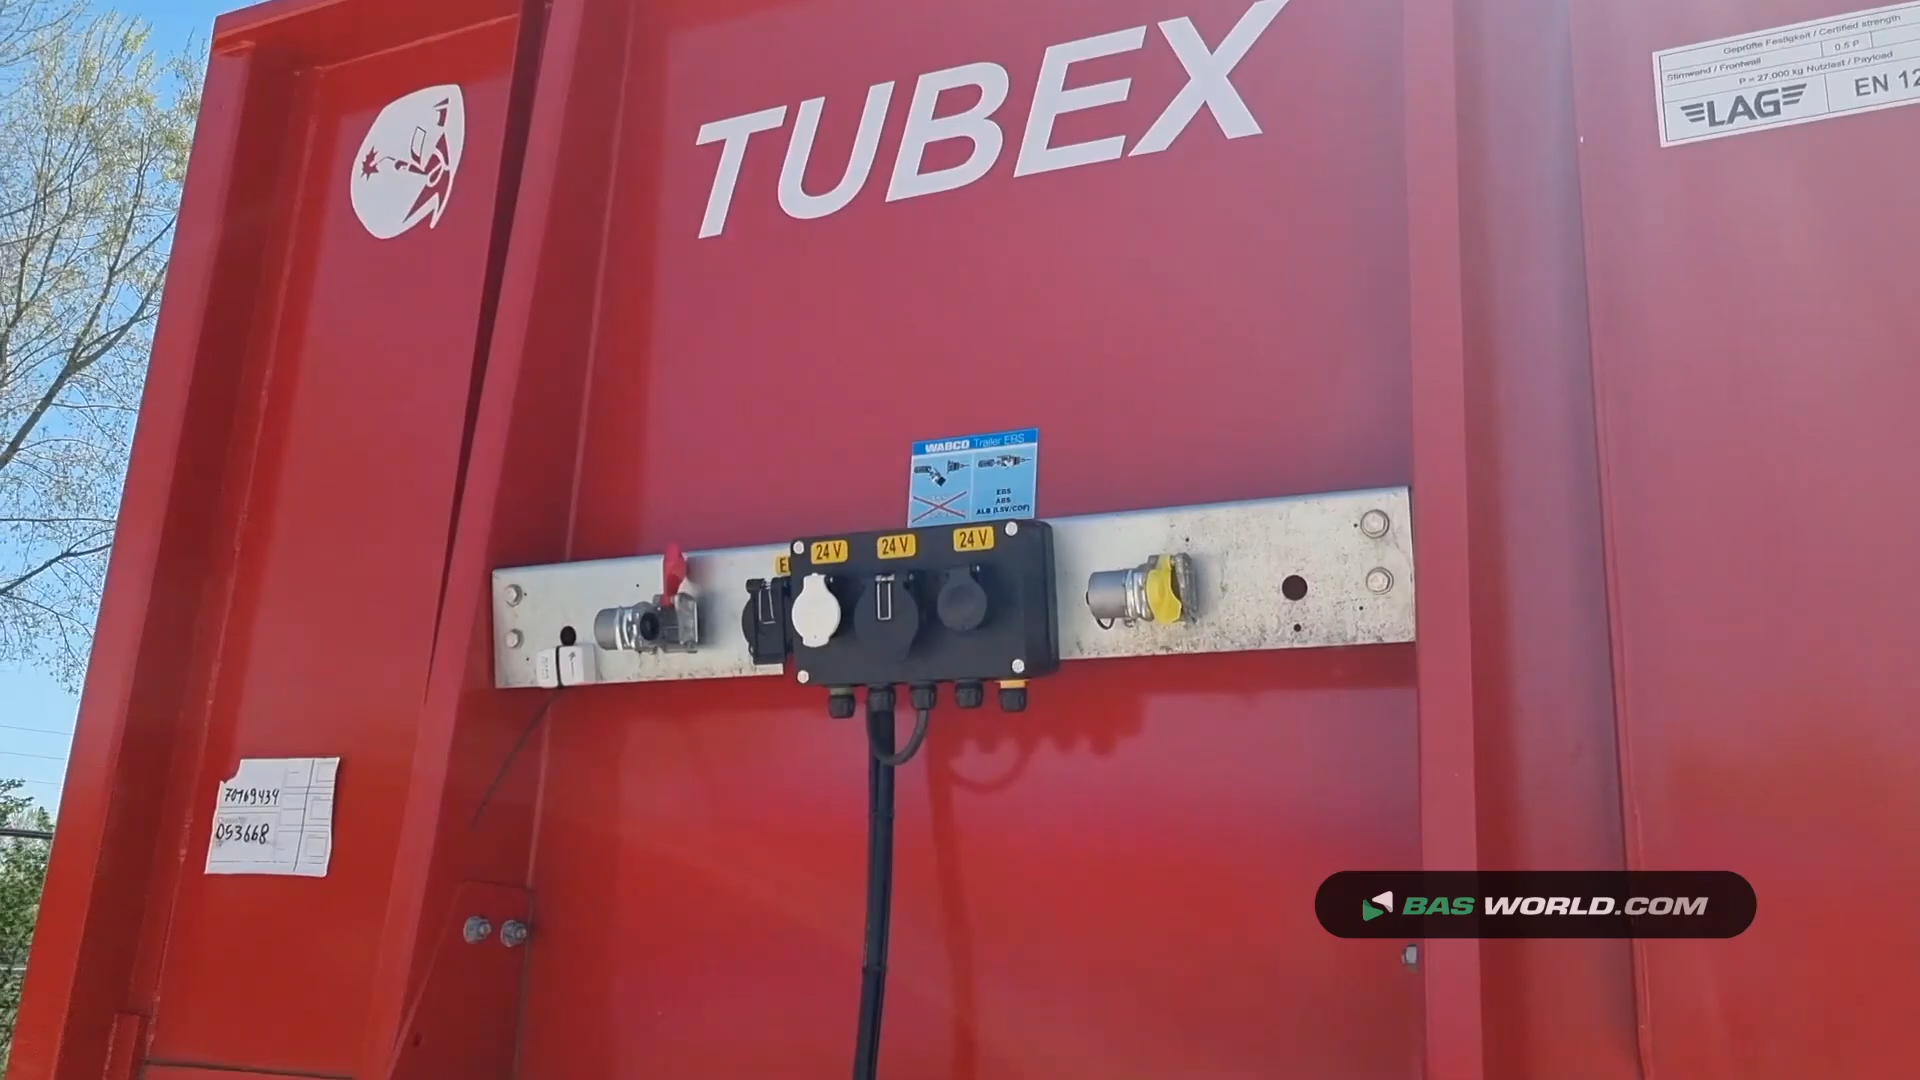 TUBEX
Geprüfte Festigkeit / Certified strength
Stirnwand / Frontwall
0.5 P
P = 27.000 kg Nutzlast / Payload
LAG
EN 12
WABCO Trailer EBS
EBS
ABS
ALB (LSV/COF)
24 V
24 V
24 V
70169434
053668
BAS WORLD.COM